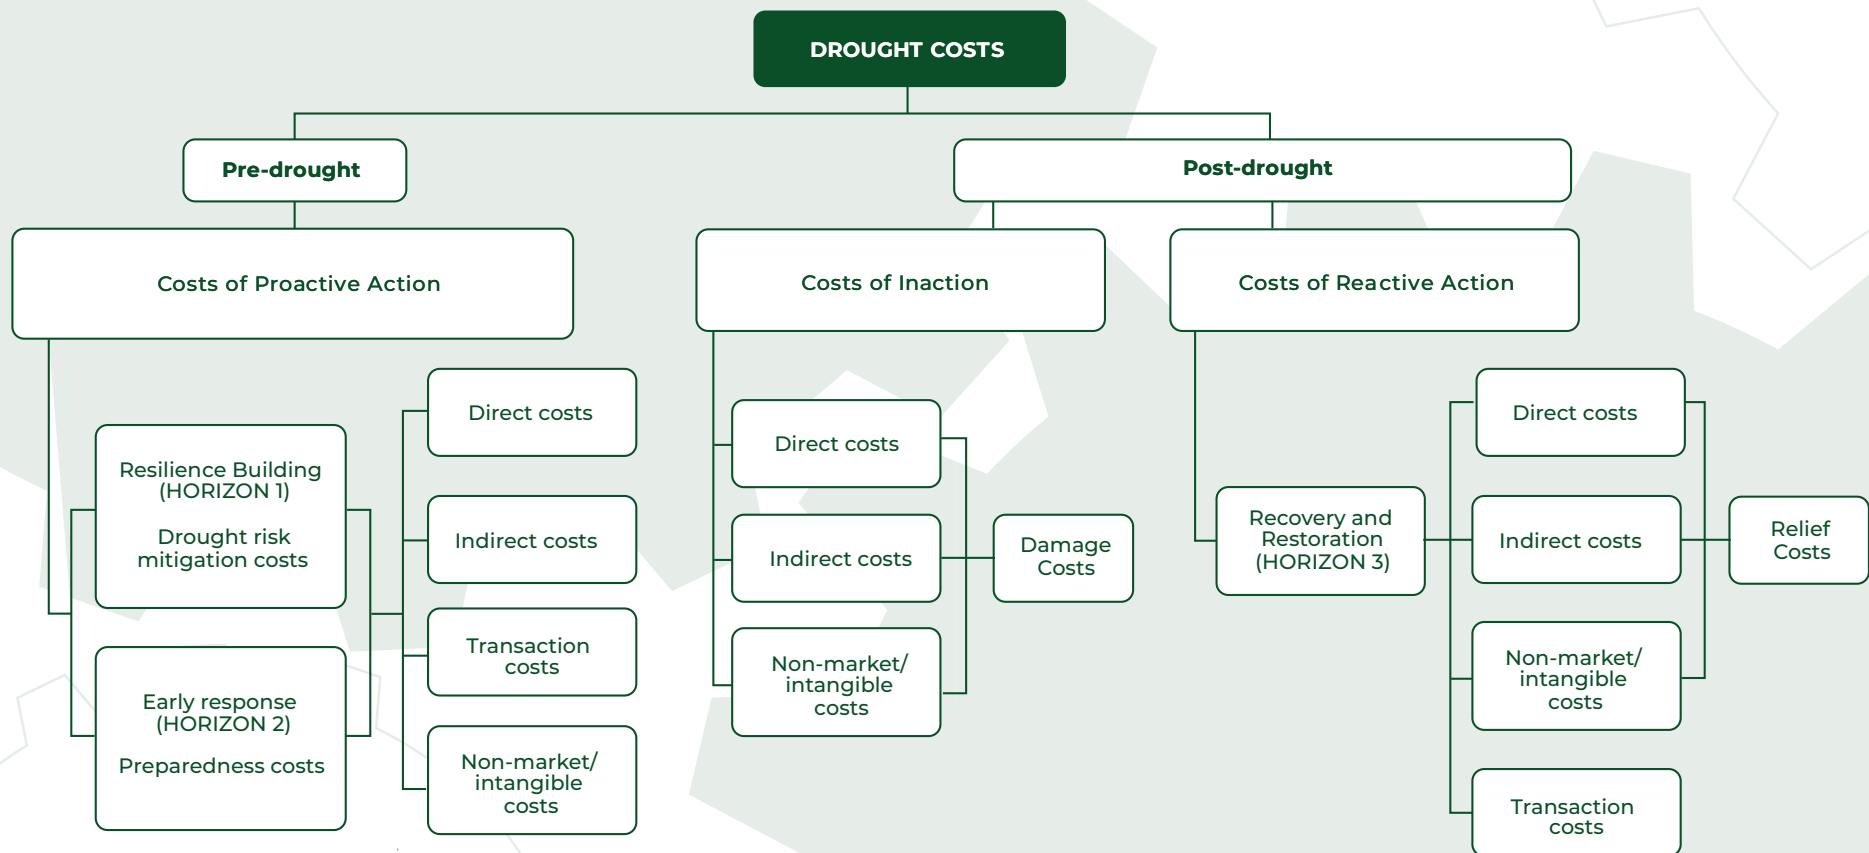 DROUGHT COSTS
Pre-drought
Post-drought
Costs of Proactive Action
Costs of Inaction
Costs of Reactive Action
Resilience Building
(HORIZON 1)
Drought risk
mitigation costs
Early response
(HORIZON 2)
Preparedness costs
Direct costs
Indirect costs
Transaction
costs
Non-market/
intangible
costs
Direct costs
Indirect costs
Non-market/
intangible
costs
Damage
Costs
Recovery and
Restoration
(HORIZON 3)
Direct costs
Indirect costs
Non-market/
intangible
costs
Transaction
costs
Relief
Costs